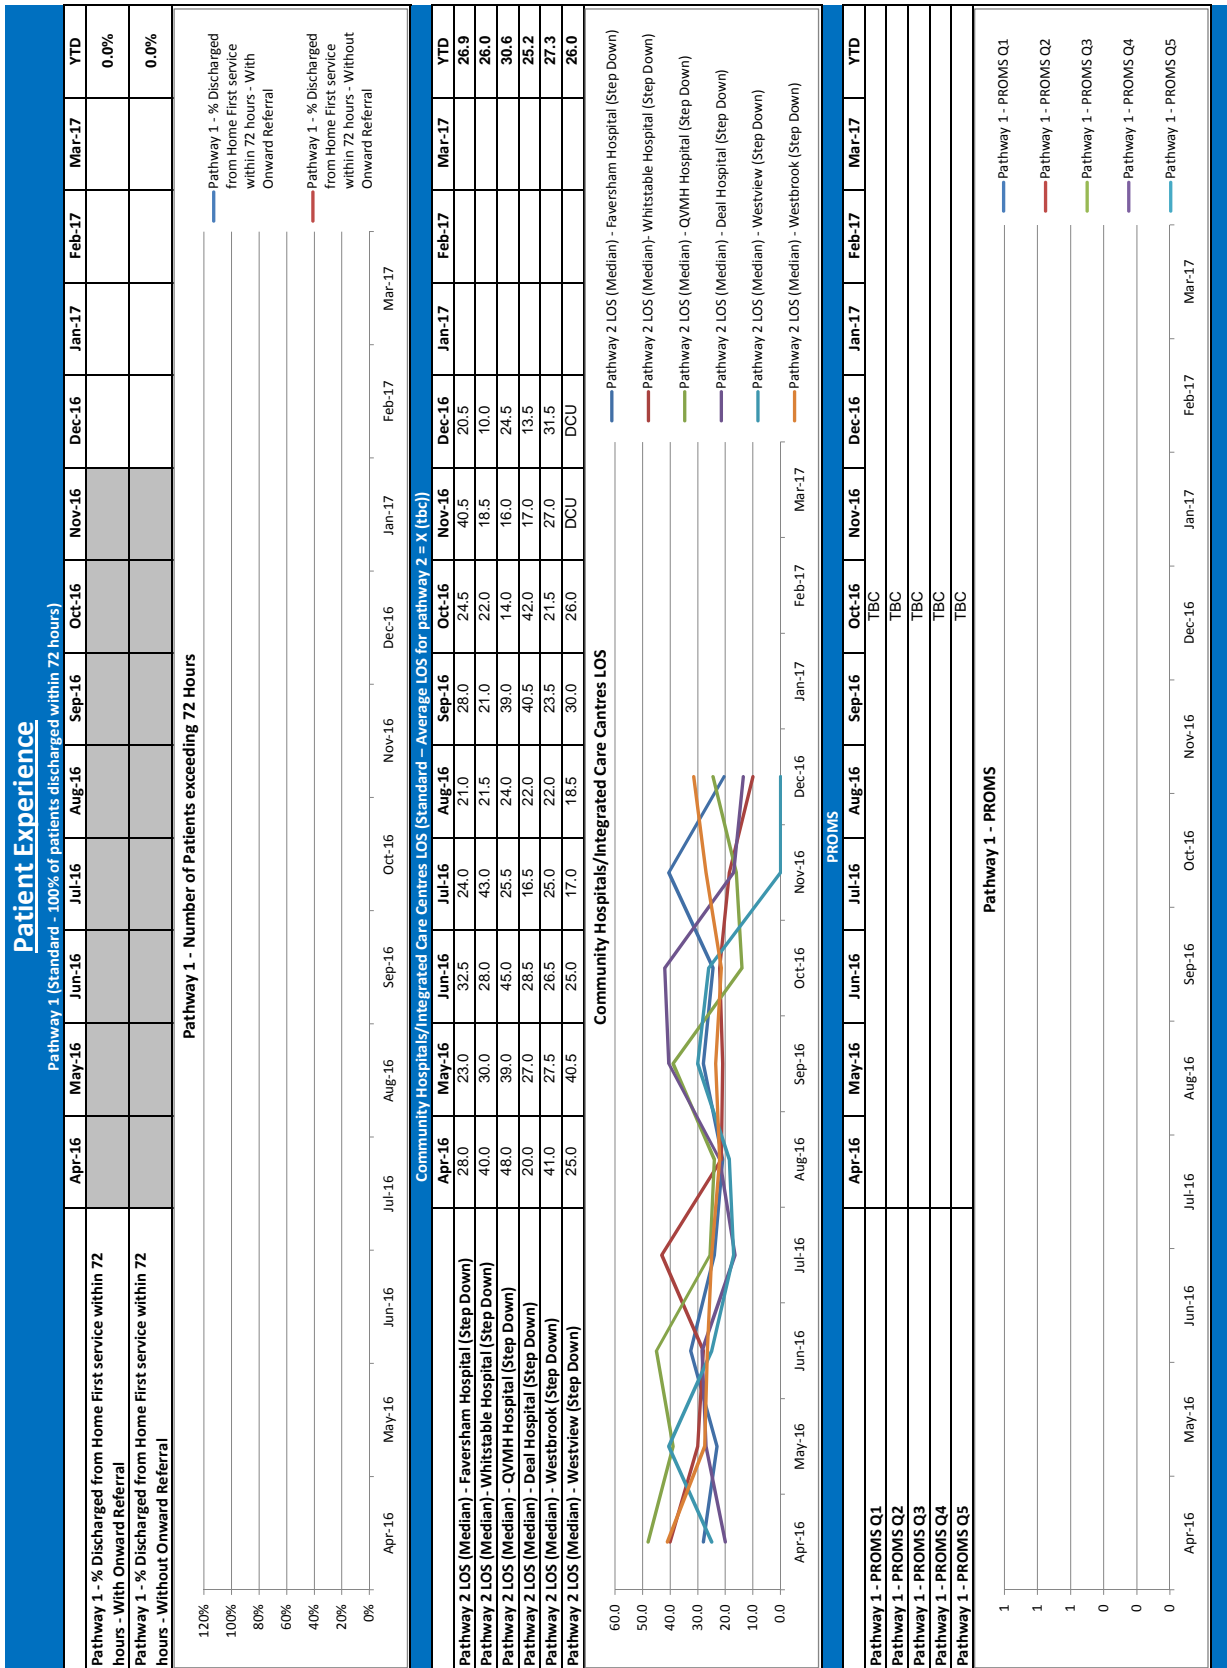 Patient Experience
Pathway 1 (Standard - 100% of patients discharged within 72 hours)
Apr-16 May-16 Jun-16 Jul-16 Aug-16 Sep-16 Oct-16 Nov-16 Dec-16 Jan-17 Feb-17 Mar-17 YTD
Pathway 1 - % Discharged from Home First service within 72
hours - With Onward Referral
0.0%
Pathway 1 - % Discharged from Home First service within 72
hours - Without Onward Referral
0.0%
Pathway 1 - Number of Patients exceeding 72 Hours
120%
100%
80%
60%
40%
20%
0%
Apr-16 May-16 Jun-16 Jul-16 Aug-16 Sep-16 Oct-16 Nov-16 Dec-16 Jan-17 Feb-17 Mar-17
Pathway 1 - % Discharged
from Home First service
within 72 hours - With
Onward Referral
Pathway 1 - % Discharged
from Home First service
within 72 hours - Without
Onward Referral
Community Hospitals/Integrated Care Centres LOS (Standard – Average LOS for pathway 2 = X (tbc))
Apr-16 May-16 Jun-16 Jul-16 Aug-16 Sep-16 Oct-16 Nov-16 Dec-16 Jan-17 Feb-17 Mar-17 YTD
Pathway 2 LOS (Median) - Faversham Hospital (Step Down) 28.0 23.0 32.5 24.0 21.0 28.0 24.5 40.5 20.5 26.9
Pathway 2 LOS (Median)- Whitstable Hospital (Step Down) 40.0 30.0 28.0 43.0 21.5 21.0 22.0 18.5 10.0 26.0
Pathway 2 LOS (Median) - QVMH Hospital (Step Down) 48.0 39.0 45.0 25.5 24.0 39.0 14.0 16.0 24.5 30.6
Pathway 2 LOS (Median) - Deal Hospital (Step Down) 20.0 27.0 28.5 16.5 22.0 40.5 42.0 17.0 13.5 25.2
Pathway 2 LOS (Median) - Westbrook (Step Down) 41.0 27.5 26.5 25.0 22.0 23.5 21.5 27.0 31.5 27.3
Pathway 2 LOS (Median) - Westview (Step Down) 25.0 40.5 25.0 17.0 18.5 30.0 26.0 DCU DCU 26.0
Community Hospitals/Integrated Care Cantres LOS
60.0
50.0
40.0
30.0
20.0
10.0
0.0
Apr-16 May-16 Jun-16 Jul-16 Aug-16 Sep-16 Oct-16 Nov-16 Dec-16 Jan-17 Feb-17 Mar-17
Pathway 2 LOS (Median) - Faversham Hospital (Step Down)
Pathway 2 LOS (Median)- Whitstable Hospital (Step Down)
Pathway 2 LOS (Median) - QVMH Hospital (Step Down)
Pathway 2 LOS (Median) - Deal Hospital (Step Down)
Pathway 2 LOS (Median) - Westview (Step Down)
Pathway 2 LOS (Median) - Westbrook (Step Down)
PROMS
Apr-16 May-16 Jun-16 Jul-16 Aug-16 Sep-16 Oct-16 Nov-16 Dec-16 Jan-17 Feb-17 Mar-17 YTD
Pathway 1 - PROMS Q1 TBC
Pathway 1 - PROMS Q2 TBC
Pathway 1 - PROMS Q3 TBC
Pathway 1 - PROMS Q4 TBC
Pathway 1 - PROMS Q5 TBC
Pathway 1 - PROMS
1
1
1
0
0
0
Apr-16 May-16 Jun-16 Jul-16 Aug-16 Sep-16 Oct-16 Nov-16 Dec-16 Jan-17 Feb-17 Mar-17
Pathway 1 - PROMS Q1
Pathway 1 - PROMS Q2
Pathway 1 - PROMS Q3
Pathway 1 - PROMS Q4
Pathway 1 - PROMS Q5